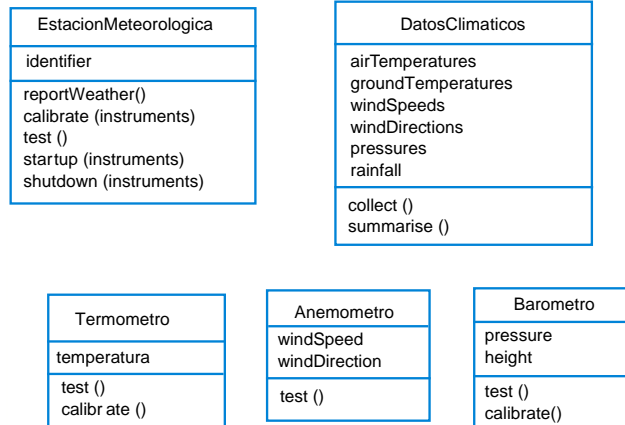 EstacionMeteorologica
identifier
reportWeather()
calibrate (instruments)
test ()
startup (instruments)
shutdown (instruments)
DatosClimaticos
airTemperatures
groundTemperatures
windSpeeds
windDirections
pressures
rainfall
collect ()
summarise ()
Termometro
temperatura
test ()
calibr ate ()
Anemometro
windSpeed
windDirection
test ()
Barometro
pressure
height
test ()
calibrate()